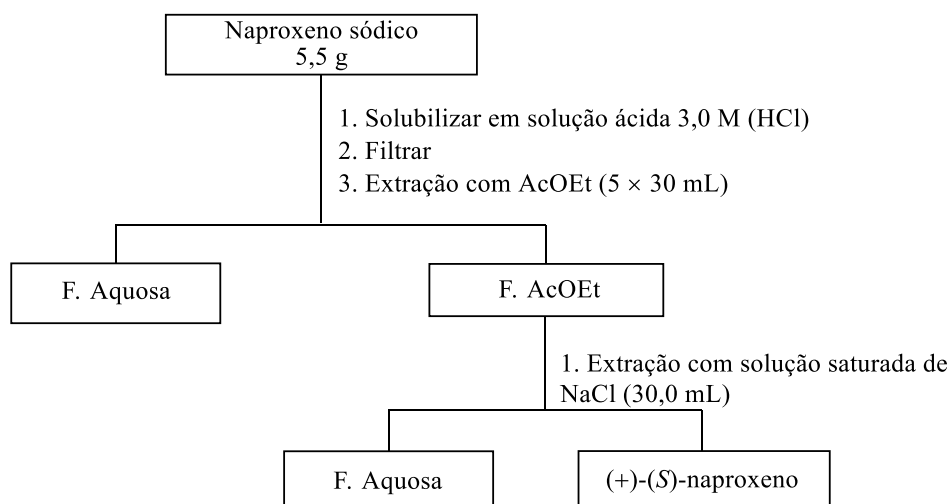 Naproxeno sódico
5,5 g
1. Solubilizar em solução ácida 3,0 M (HCl)
2. Filtrar
3. Extração com AcOEt (5 × 30 mL)
F. Aquosa
F. AcOEt
1. Extração com solução saturada de
NaCl (30,0 mL)
F. Aquosa
(+)-(S)-naproxeno